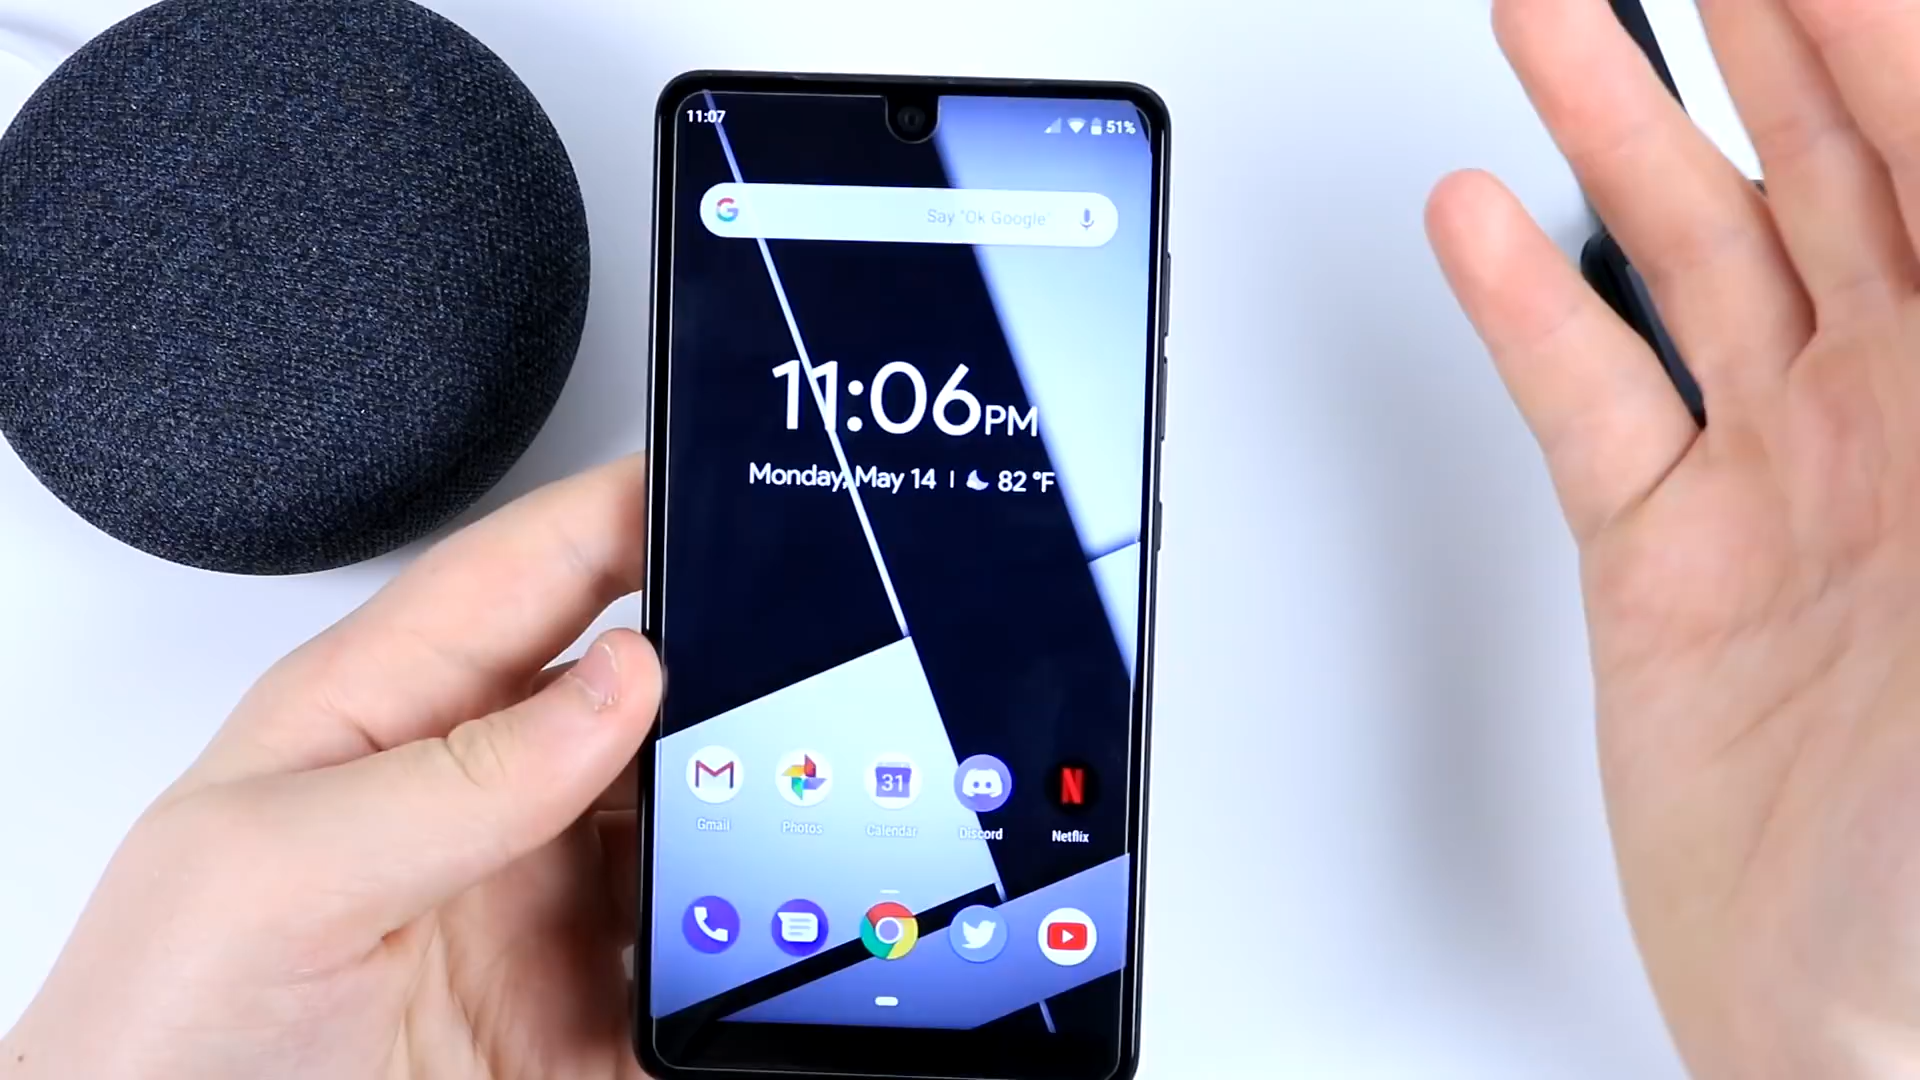 11:07
51%
G
Say "Ok Google"
11:06PM
Monday, May 14 | 82 °F
31
N
Gmail
Photos
Calendar
Discord
Netflix